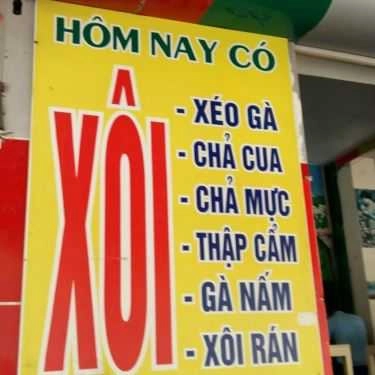 HÔM NAY CÓ
XÔI
- XÉO GÀ
- CHẢ CUA
- CHẢ MỰC
- THẬP CẨM
- GÀ NẤM
- XÔI RÁN